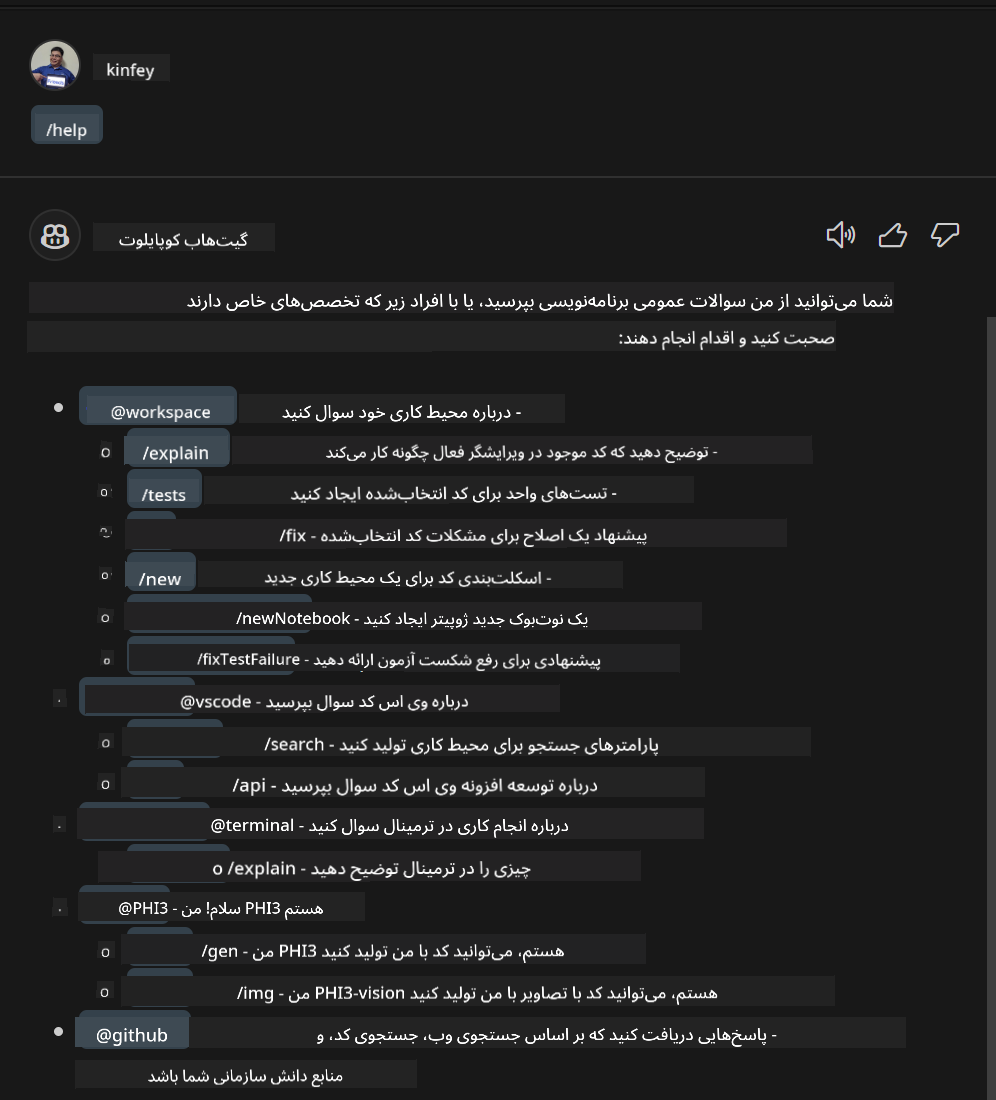 kinfey
/help
گیت‌هاب کوپایلوت
شما می‌توانید از من سوالات عمومی برنامه‌نویسی بپرسید، یا با افراد زیر که تخصص‌های خاص دارند
صحبت کنید و اقدام انجام دهند:
@workspace - درباره محیط کاری خود سوال کنید
/explain - توضیح دهید که کد موجود در ویرایشگر فعال چگونه کار می‌کند
/tests - تست‌های واحد برای کد انتخاب‌شده ایجاد کنید
/fix - پیشنهاد یک اصلاح برای مشکلات کد انتخاب‌شده
/new - اسکلت‌بندی کد برای یک محیط کاری جدید
/newNotebook - یک نوت‌بوک جدید ژوپیتر ایجاد کنید
/fixTestFailure - پیشنهادی برای رفع شکست آزمون ارائه دهید
@vscode - درباره وی اس کد سوال بپرسید
/search - پارامترهای جستجو برای محیط کاری تولید کنید
/api - درباره توسعه افزونه وی اس کد سوال بپرسید
@terminal - درباره انجام کاری در ترمینال سوال کنید
o /explain - چیزی را در ترمینال توضیح دهید
@PHI3 - سلام! من PHI3 هستم
/gen - من PHI3 هستم، می‌توانید کد با من تولید کنید
/img - من PHI3-vision هستم، می‌توانید کد با تصاویر با من تولید کنید
@github - پاسخ‌هایی دریافت کنید که بر اساس جستجوی وب، جستجوی کد، و
منابع دانش سازمانی شما باشد